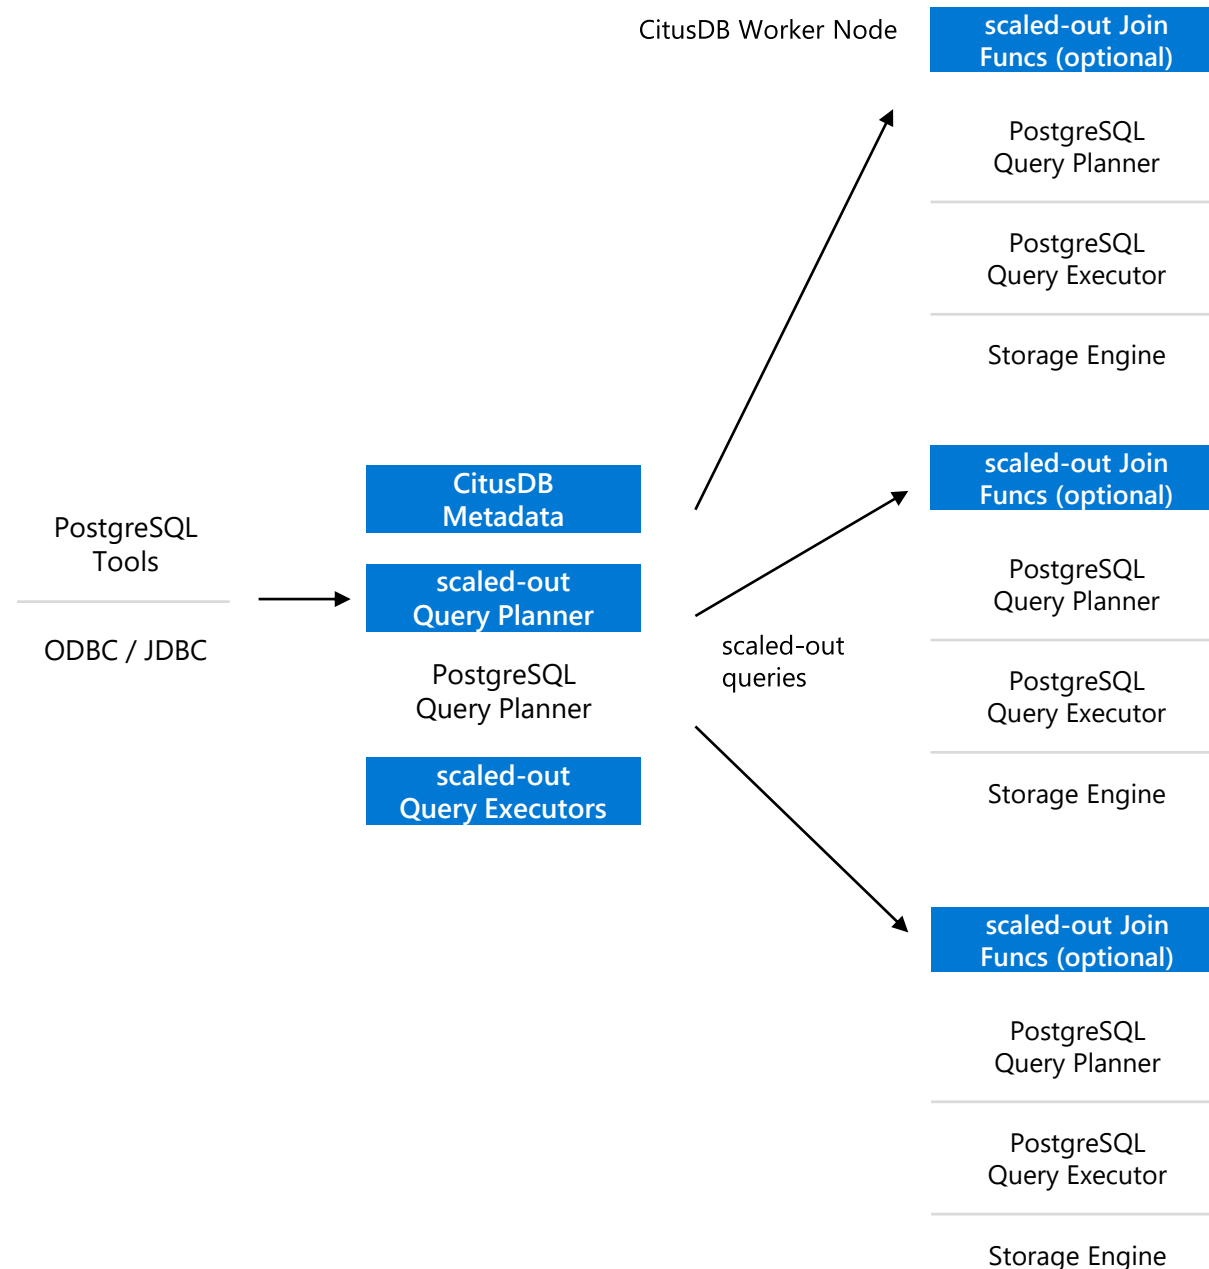 CitusDB Worker Node
scaled-out Join
Funcs (optional)
PostgreSQL
Query Planner
PostgreSQL
Query Executor
Storage Engine
PostgreSQL
Tools
ODBC / JDBC
CitusDB
Metadata
scaled-out
Query Planner
PostgreSQL
Query Planner
scaled-out
Query Executors
scaled-out
queries
scaled-out Join
Funcs (optional)
PostgreSQL
Query Planner
PostgreSQL
Query Executor
Storage Engine
scaled-out Join
Funcs (optional)
PostgreSQL
Query Planner
PostgreSQL
Query Executor
Storage Engine